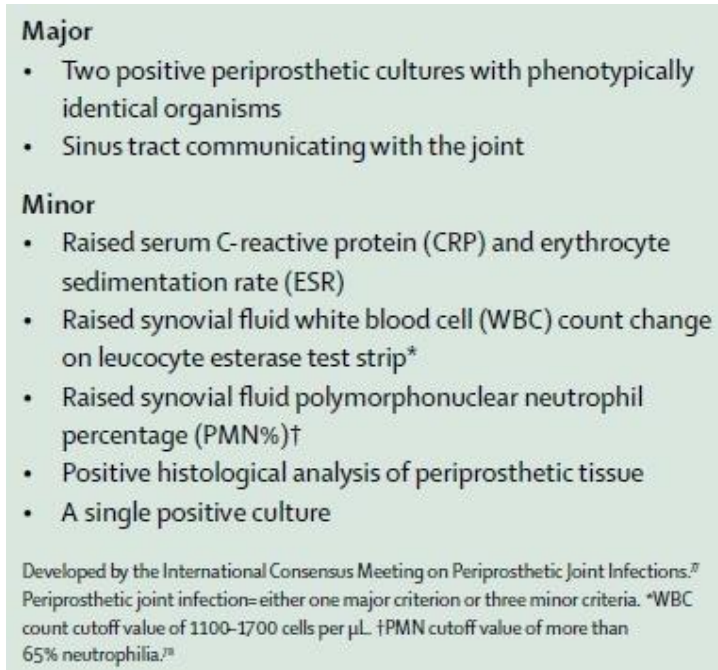 Major
• Two positive periprosthetic cultures with phenotypically
identical organisms
• Sinus tract communicating with the joint
Minor
• Raised serum C-reactive protein (CRP) and erythrocyte
sedimentation rate (ESR)
• Raised synovial fluid white blood cell (WBC) count change
on leucocyte esterase test strip*
• Raised synovial fluid polymorphonuclear neutrophil
percentage (PMN%)†
• Positive histological analysis of periprosthetic tissue
• A single positive culture
Developed by the International Consensus Meeting on Periprosthetic Joint Infections.
Periprosthetic joint infection=either one major criterion or three minor criteria. *WBC
count cutoff value of 1100–1700 cells per µL. †PMN cutoff value of more than
65% neutrophilia.